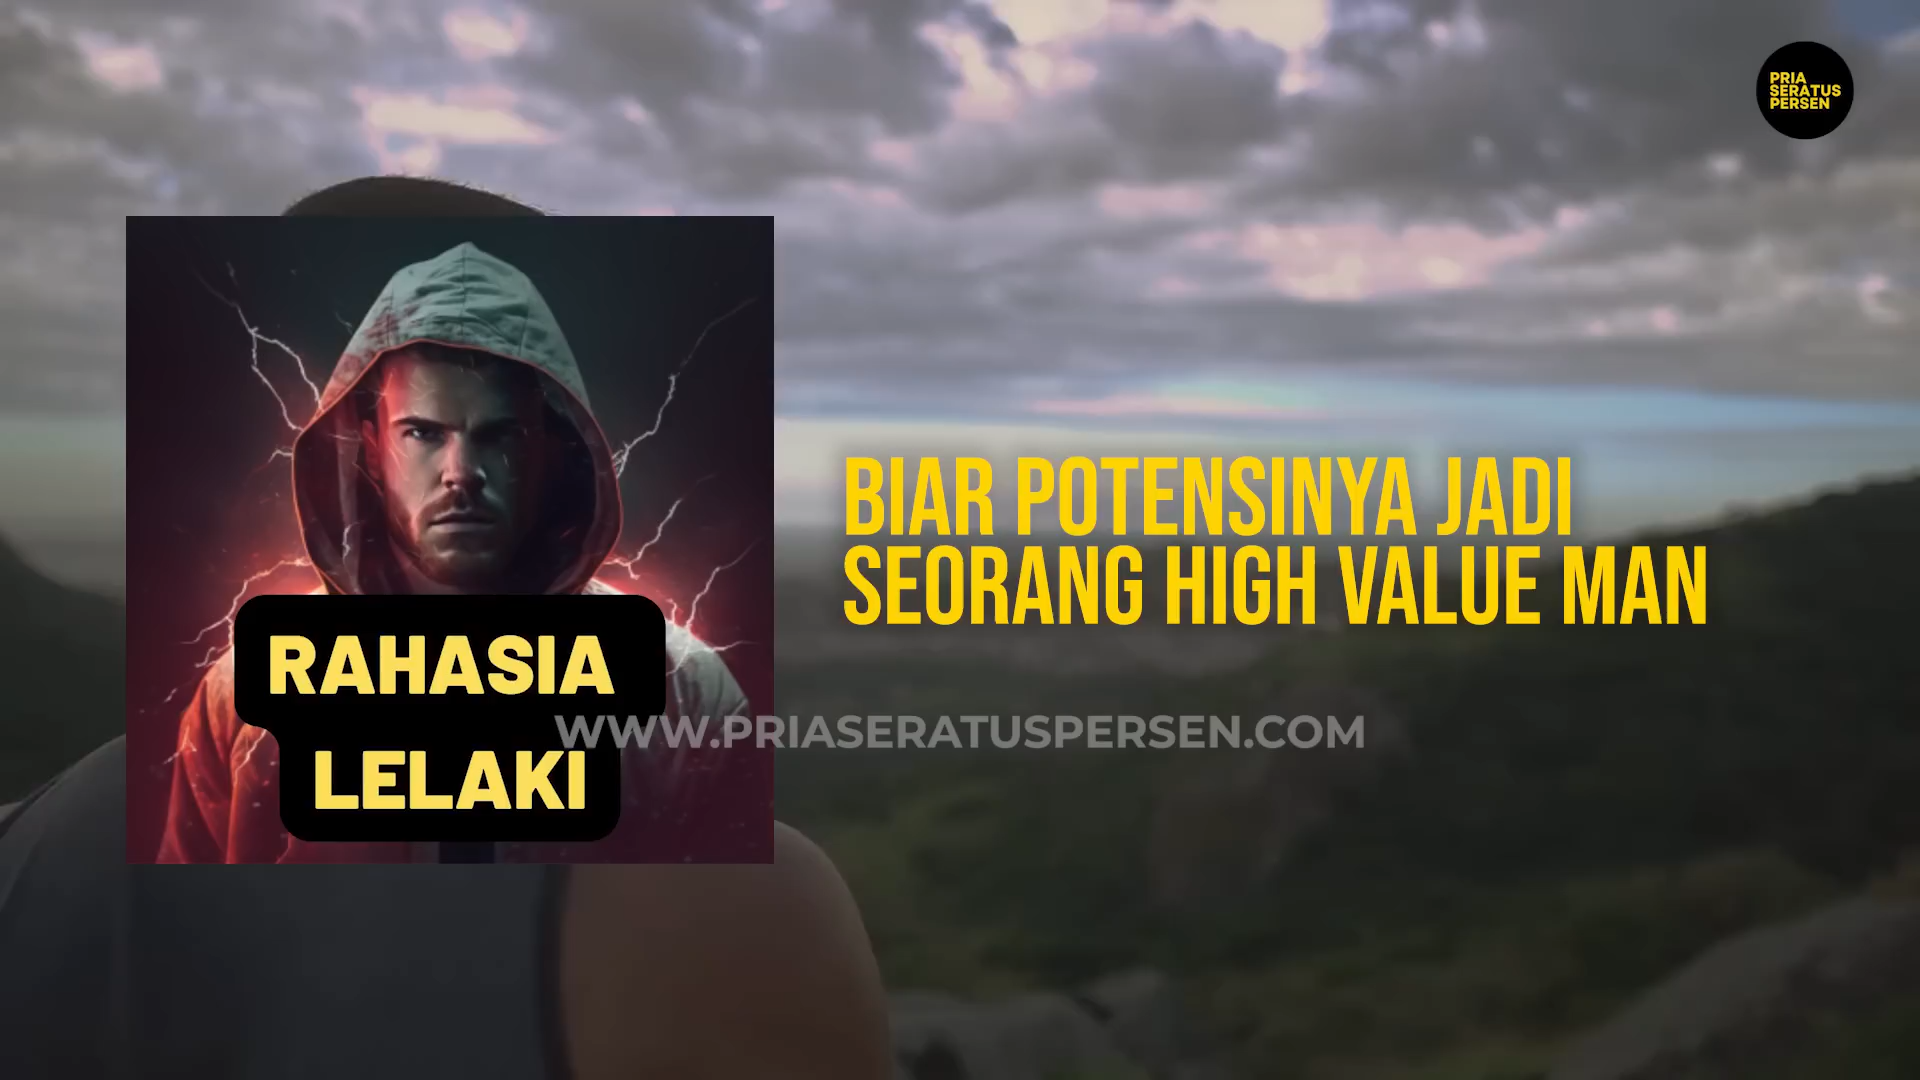 PRIA
SERATUS
PERSEN
BIAR POTENSINYA JADI
SEORANG HIGH VALUE MAN
RAHASIA
LELAKI
WWW.PRIASERATUSPERSEN.COM